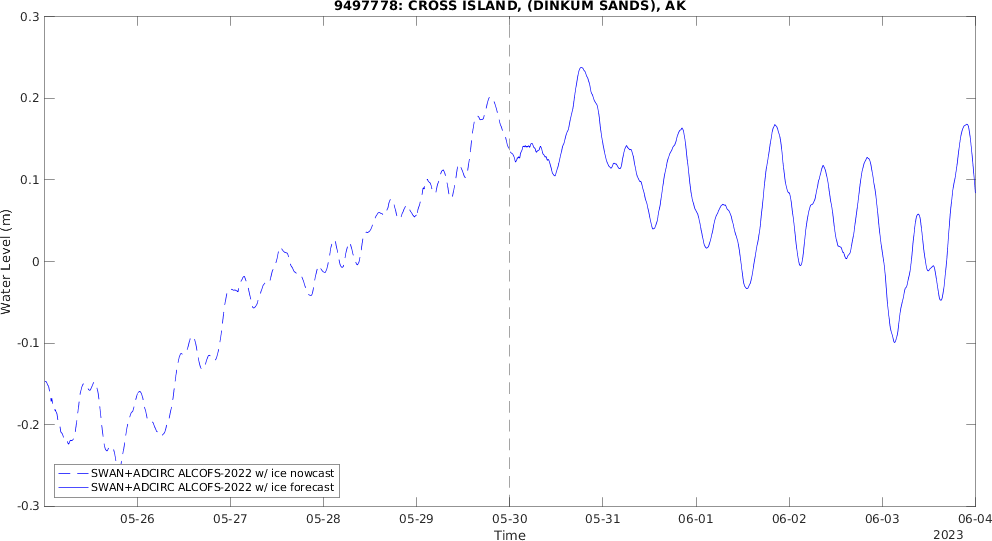 9497778: CROSS ISLAND, (DINKUM SANDS), AK
0.3
0.2
0.1
0
-0.1
-0.2
-0.3
Water Level (m)
SWAN+ADCIRC ALCOFS-2022 w/ ice nowcast
SWAN+ADCIRC ALCOFS-2022 w/ ice forecast
05-26 05-27 05-28 05-29 05-30 05-31 06-01 06-02 06-03 06-04
Time
2023